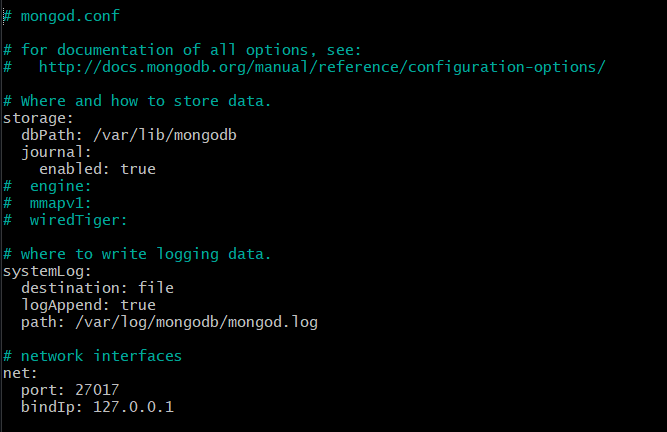 # mongod.conf
# for documentation of all options, see:
#   http://docs.mongodb.org/manual/reference/configuration-options/
# Where and how to store data.
storage:
  dbPath: /var/lib/mongodb
  journal:
    enabled: true
#  engine:
#  mmapv1:
#  wiredTiger:
# where to write logging data.
systemLog:
  destination: file
  logAppend: true
  path: /var/log/mongodb/mongod.log
# network interfaces
net:
  port: 27017
  bindIp: 127.0.0.1